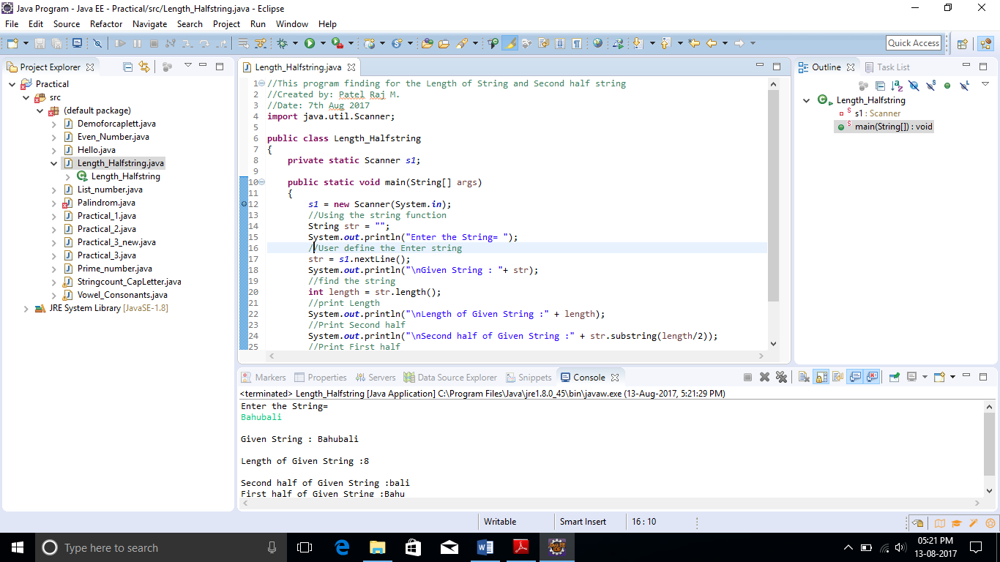 Java Program - Java EE - Practical/src/Length_Halfstring.java - Eclipse
File Edit Source Refactor Navigate Search Project Run Window Help
Quick Access
Project Explorer
Practical
src
(default package)
Demoforcaplett.java
Even_Number.java
Hello.java
Length_Halfstring.java
Length_Halfstring
List_number.java
Palindrom.java
Practical_1.java
Practical_2.java
Practical_3_new.java
Practical_3.java
Prime_number.java
Stringcount_CapLetter.java
Vowel_Consonants.java
JRE System Library [JavaSE-1.8]
Length_Halfstring.java
1 //This program finding for the Length of String and Second half string
2 //Created by: Patel Raj M.
3 //Date: 7th Aug 2017
4 import java.util.Scanner;
5
6 public class Length_Halfstring
7 {
8 private static Scanner s1;
9
10 public static void main(String[] args)
11 {
12 s1 = new Scanner(System.in);
13 //Using the string function
14 String str = "";
15 System.out.println("Enter the String= ");
16 //User define the Enter string
17 str = s1.nextLine();
18 System.out.println("\nGiven String : "+ str);
19 //find the string
20 int length = str.length();
21 //print Length
22 System.out.println("\nLength of Given String :" + length);
23 //Print Second half
24 System.out.println("\nSecond half of Given String :" + str.substring(length/2));
25 //Print First half
Outline Task List
Length_Halfstring
s1 : Scanner
main(String[]) : void
Markers Properties Servers Data Source Explorer Snippets Console
<terminated> Length_Halfstring [Java Application] C:\Program Files\Java\jre1.8.0_45\bin\javaw.exe (13-Aug-2017, 5:21:29 PM)
Enter the String=
Bahubali
Given String : Bahubali
Length of Given String :8
Second half of Given String :bali
First half of Given String :Bahu
Writable Smart Insert 16 : 10
Type here to search
05:21 PM
13-08-2017